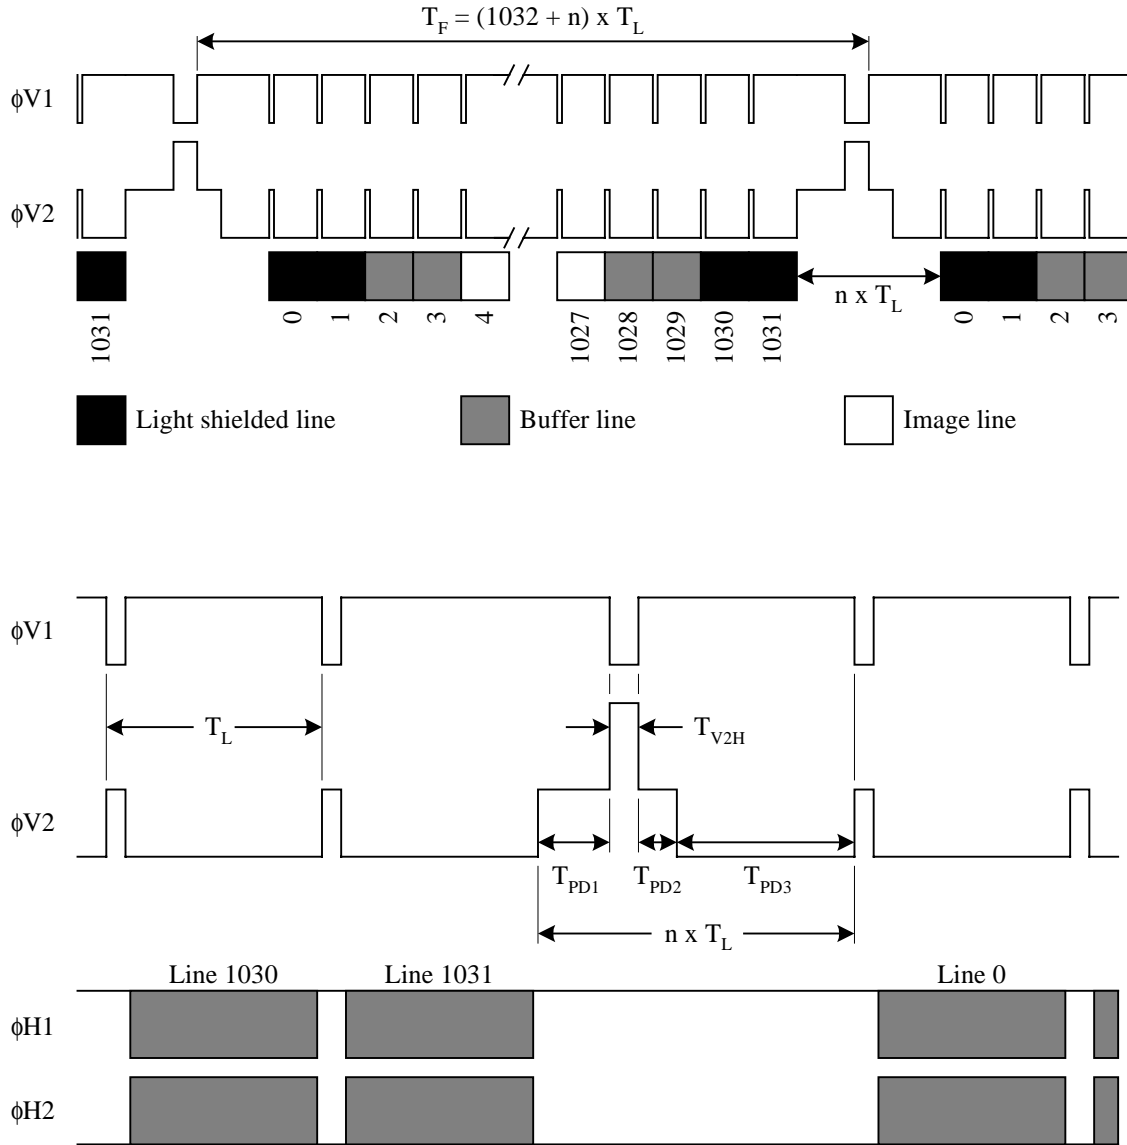 T_F = (1032 + n) x T_L
ϕV1
ϕV2
n x T_L
1031
0
1
2
3
4
1027
1028
1029
1030
1031
0
1
2
3
Light shielded line
Buffer line
Image line
ϕV1
T_L
T_V2H
ϕV2
T_PD1
T_PD2
T_PD3
n x T_L
Line 1030
Line 1031
Line 0
ϕH1
ϕH2